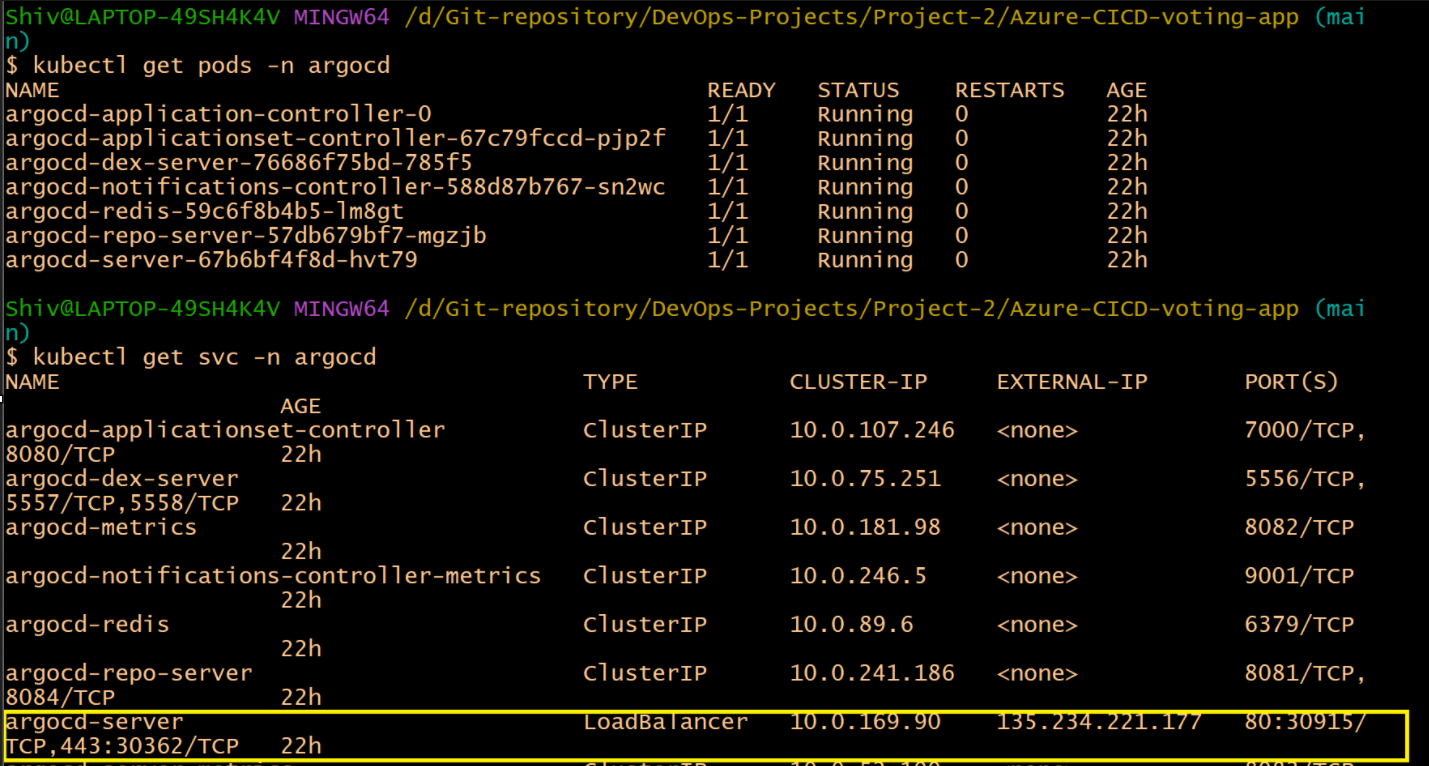 Shiv@LAPTOP-49SH4K4V MINGW64 /d/Git-repository/DevOps-Projects/Project-2/Azure-CICD-voting-app (mai
n)
$ kubectl get pods -n argocd
NAME READY STATUS RESTARTS AGE
argocd-application-controller-0 1/1 Running 0 22h
argocd-applicationset-controller-67c79fccd-pjp2f 1/1 Running 0 22h
argocd-dex-server-76686f75bd-785f5 1/1 Running 0 22h
argocd-notifications-controller-588d87b767-sn2wc 1/1 Running 0 22h
argocd-redis-59c6f8b4b5-lm8gt 1/1 Running 0 22h
argocd-repo-server-57db679bf7-mgzjb 1/1 Running 0 22h
argocd-server-67b6bf4f8d-hvt79 1/1 Running 0 22h
Shiv@LAPTOP-49SH4K4V MINGW64 /d/Git-repository/DevOps-Projects/Project-2/Azure-CICD-voting-app (mai
n)
$ kubectl get svc -n argocd
NAME TYPE CLUSTER-IP EXTERNAL-IP PORT(S)
AGE
argocd-applicationset-controller ClusterIP 10.0.107.246 <none> 7000/TCP,
8080/TCP 22h
argocd-dex-server ClusterIP 10.0.75.251 <none> 5556/TCP,
5557/TCP,5558/TCP 22h
argocd-metrics ClusterIP 10.0.181.98 <none> 8082/TCP
22h
argocd-notifications-controller-metrics ClusterIP 10.0.246.5 <none> 9001/TCP
22h
argocd-redis ClusterIP 10.0.89.6 <none> 6379/TCP
22h
argocd-repo-server ClusterIP 10.0.241.186 <none> 8081/TCP,
8084/TCP 22h
argocd-server LoadBalancer 10.0.169.90 135.234.221.177 80:30915/
TCP,443:30362/TCP 22h